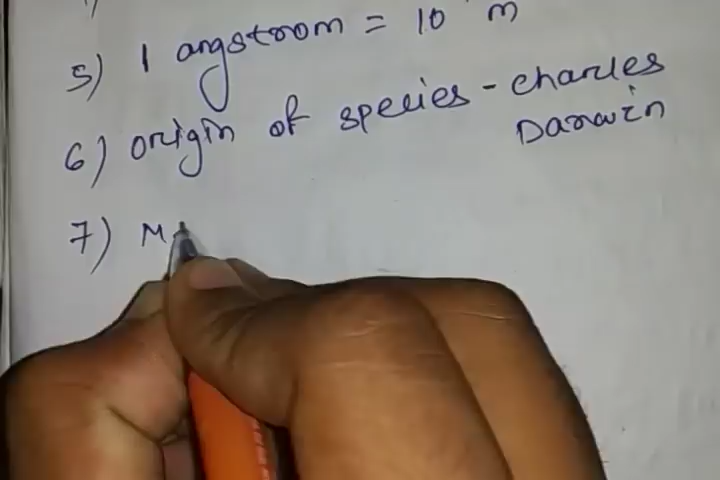 5) 1 angstrom = 10 m
6) origin of species - charles
Darwin
7) M